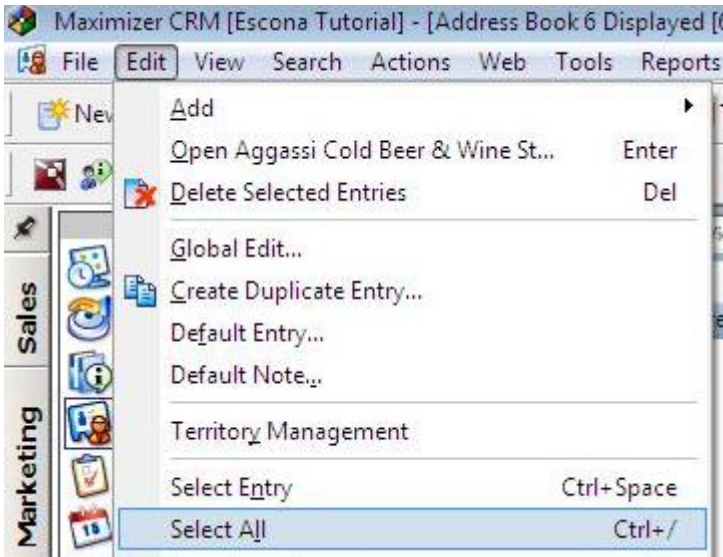 Maximizer CRM [Escona Tutorial] - [Address Book 6 Displayed [
File Edit View Search Actions Web Tools Reports
New
Add
Open Aggassi Cold Beer & Wine St... Enter
Delete Selected Entries Del
Global Edit...
Create Duplicate Entry...
Default Entry...
Default Note...
Territory Management
Select Entry Ctrl+Space
Select All Ctrl+/
Sales
Marketing
18